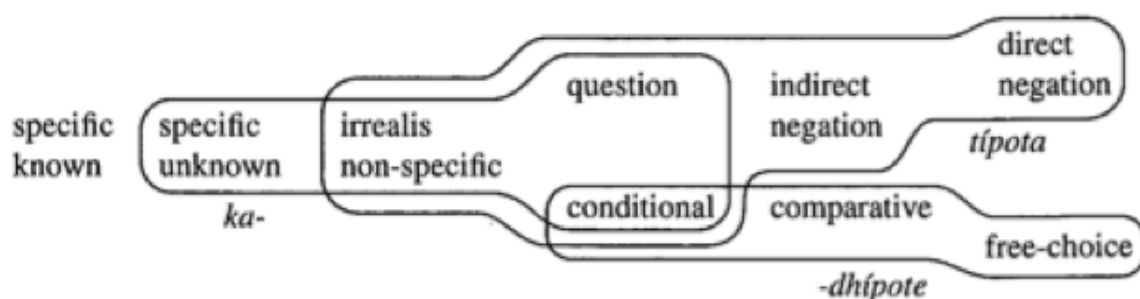 direct
negation
question
indirect
negation
specific
known
specific
unknown
irrealis
non-specific
típota
ka-
conditional
comparative
free-choice
-dhípote